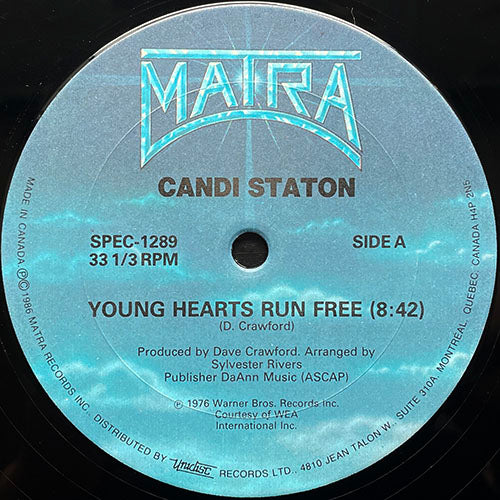 MATRA
CANDI STATON
SPEC-1289
33 1/3 RPM
SIDE A
YOUNG HEARTS RUN FREE (8:42)
(D. Crawford)
Produced by Dave Crawford. Arranged by
Sylvester Rivers
Publisher DaAnn Music (ASCAP)
℗ 1976 Warner Bros. Records Inc.
Courtesy of WEA
International Inc.
MADE IN CANADA ℗© 1986 MATRA RECORDS INC. DISTRIBUTED BY Unidisc RECORDS LTD., 4810 JEAN TALON W., SUITE 310A, MONTREAL QUEBEC, CANADA H4P 2N5